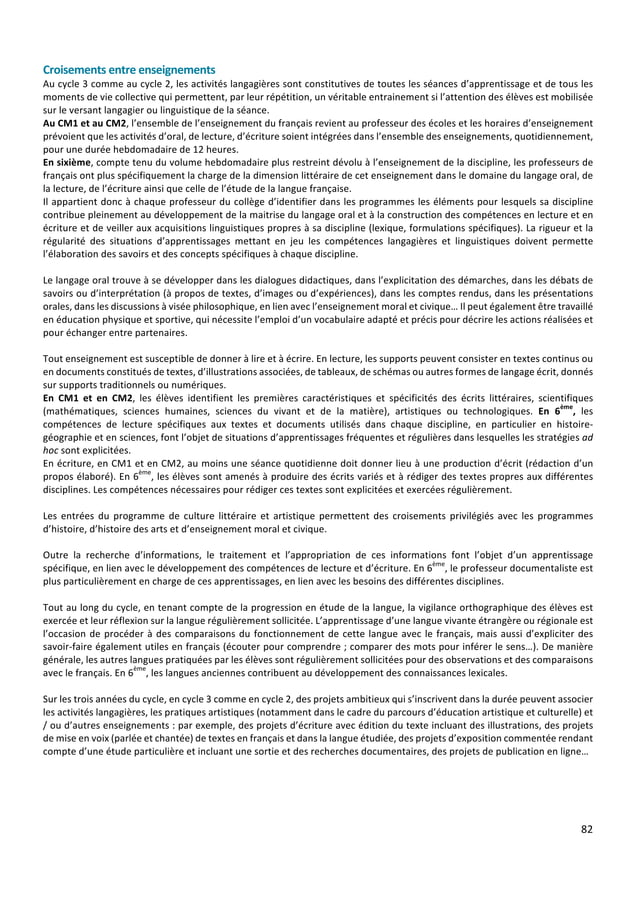 Croisements entre enseignements
Au cycle 3 comme au cycle 2, les activités langagières sont constitutives de toutes les séances d’apprentissage et de tous les
moments de vie collective qui permettent, par leur répétition, un véritable entrainement si l’attention des élèves est mobilisée
sur le versant langagier ou linguistique de la séance.
Au CM1 et au CM2, l’ensemble de l’enseignement du français revient au professeur des écoles et les horaires d’enseignement
prévoient que les activités d’oral, de lecture, d’écriture soient intégrées dans l’ensemble des enseignements, quotidiennement,
pour une durée hebdomadaire de 12 heures.
En sixième, compte tenu du volume hebdomadaire plus restreint dévolu à l’enseignement de la discipline, les professeurs de
français ont plus spécifiquement la charge de la dimension littéraire de cet enseignement dans le domaine du langage oral, de
la lecture, de l’écriture ainsi que celle de l’étude de la langue française.
Il appartient donc à chaque professeur du collège d’identifier dans les programmes les éléments pour lesquels sa discipline
contribue pleinement au développement de la maitrise du langage oral et à la construction des compétences en lecture et en
écriture et de veiller aux acquisitions linguistiques propres à sa discipline (lexique, formulations spécifiques). La rigueur et la
régularité des situations d’apprentissages mettant en jeu les compétences langagières et linguistiques doivent permettre
l’élaboration des savoirs et des concepts spécifiques à chaque discipline.
Le langage oral trouve à se développer dans les dialogues didactiques, dans l’explicitation des démarches, dans les débats de
savoirs ou d’interprétation (à propos de textes, d’images ou d’expériences), dans les comptes rendus, dans les présentations
orales, dans les discussions à visée philosophique, en lien avec l’enseignement moral et civique… Il peut également être travaillé
en éducation physique et sportive, qui nécessite l’emploi d’un vocabulaire adapté et précis pour décrire les actions réalisées et
pour échanger entre partenaires.
Tout enseignement est susceptible de donner à lire et à écrire. En lecture, les supports peuvent consister en textes continus ou
en documents constitués de textes, d’illustrations associées, de tableaux, de schémas ou autres formes de langage écrit, donnés
sur supports traditionnels ou numériques.
En CM1 et en CM2, les élèves identifient les premières caractéristiques et spécificités des écrits littéraires, scientifiques
(mathématiques, sciences humaines, sciences du vivant et de la matière), artistiques ou technologiques. En 6ème, les
compétences de lecture spécifiques aux textes et documents utilisés dans chaque discipline, en particulier en histoire-
géographie et en sciences, font l’objet de situations d’apprentissages fréquentes et régulières dans lesquelles les stratégies ad
hoc sont explicitées.
En écriture, en CM1 et en CM2, au moins une séance quotidienne doit donner lieu à une production d’écrit (rédaction d’un
propos élaboré). En 6ème, les élèves sont amenés à produire des écrits variés et à rédiger des textes propres aux différentes
disciplines. Les compétences nécessaires pour rédiger ces textes sont explicitées et exercées régulièrement.
Les entrées du programme de culture littéraire et artistique permettent des croisements privilégiés avec les programmes
d’histoire, d’histoire des arts et d’enseignement moral et civique.
Outre la recherche d’informations, le traitement et l’appropriation de ces informations font l’objet d’un apprentissage
spécifique, en lien avec le développement des compétences de lecture et d’écriture. En 6ème, le professeur documentaliste est
plus particulièrement en charge de ces apprentissages, en lien avec les besoins des différentes disciplines.
Tout au long du cycle, en tenant compte de la progression en étude de la langue, la vigilance orthographique des élèves est
exercée et leur réflexion sur la langue régulièrement sollicitée. L’apprentissage d’une langue vivante étrangère ou régionale est
l’occasion de procéder à des comparaisons du fonctionnement de cette langue avec le français, mais aussi d’expliciter des
savoir-faire également utiles en français (écouter pour comprendre ; comparer des mots pour inférer le sens…). De manière
générale, les autres langues pratiquées par les élèves sont régulièrement sollicitées pour des observations et des comparaisons
avec le français. En 6ème, les langues anciennes contribuent au développement des connaissances lexicales.
Sur les trois années du cycle, en cycle 3 comme en cycle 2, des projets ambitieux qui s’inscrivent dans la durée peuvent associer
les activités langagières, les pratiques artistiques (notamment dans le cadre du parcours d’éducation artistique et culturelle) et
/ ou d’autres enseignements : par exemple, des projets d’écriture avec édition du texte incluant des illustrations, des projets
de mise en voix (parlée et chantée) de textes en français et dans la langue étudiée, des projets d’exposition commentée rendant
compte d’une étude particulière et incluant une sortie et des recherches documentaires, des projets de publication en ligne…
82